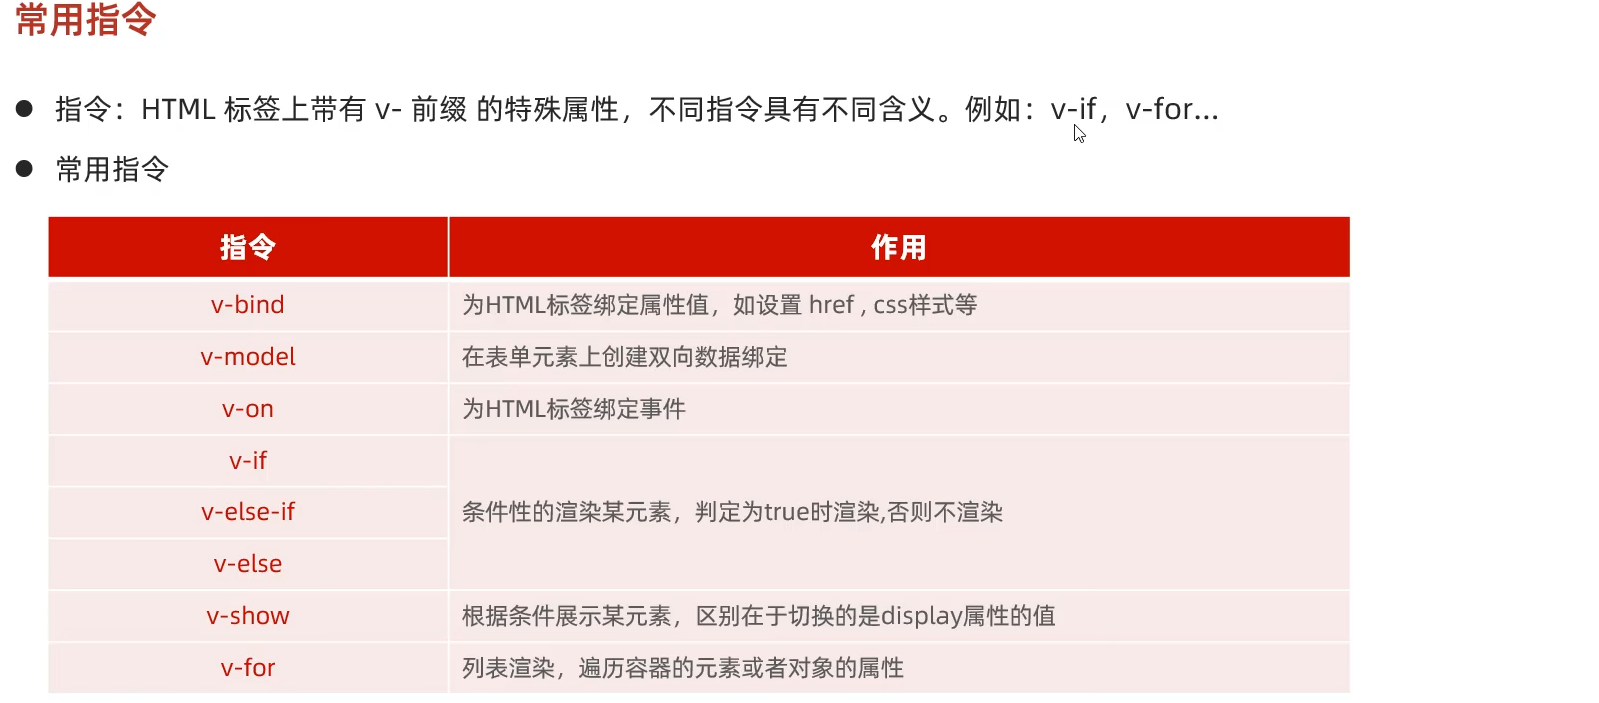 常用指令
指令：HTML 标签上带有 v- 前缀 的特殊属性，不同指令具有不同含义。例如：v-if，v-for…
常用指令
指令 作用
v-bind 为HTML标签绑定属性值，如设置 href , css样式等
v-model 在表单元素上创建双向数据绑定
v-on 为HTML标签绑定事件
v-if
v-else-if 条件性的渲染某元素，判定为true时渲染,否则不渲染
v-else
v-show 根据条件展示某元素，区别在于切换的是display属性的值
v-for 列表渲染，遍历容器的元素或者对象的属性